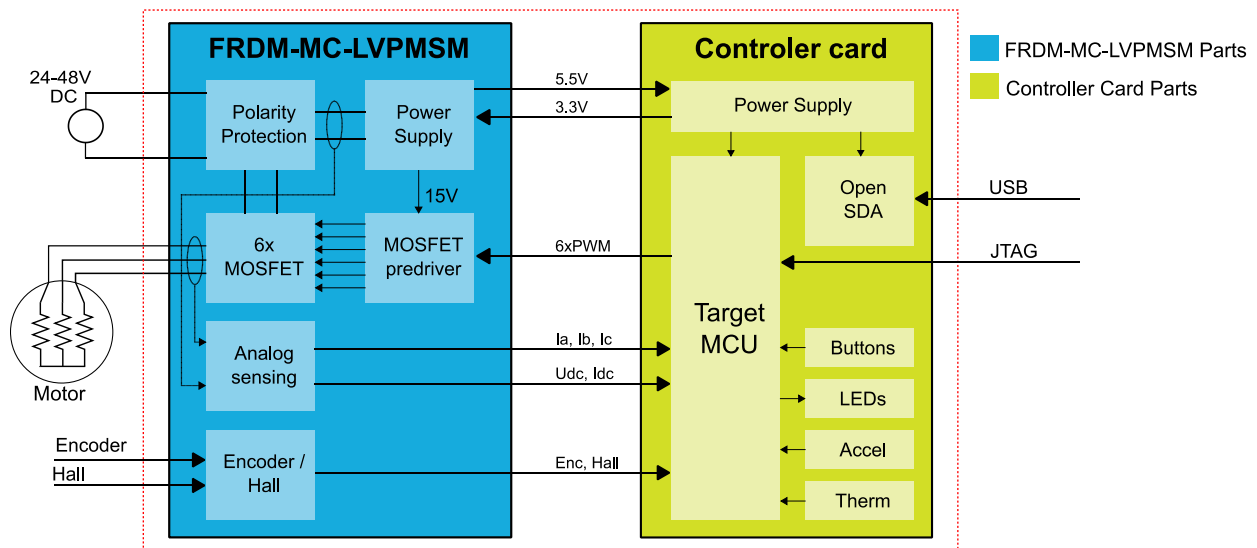 FRDM-MC-LVPMSM
Controler card
FRDM-MC-LVPMSM Parts
Controller Card Parts
24-48V
DC
Polarity
Protection
Power
Supply
5.5V
3.3V
Power Supply
15V
Open
SDA
USB
6x
MOSFET
MOSFET
predriver
6xPWM
JTAG
Target
MCU
Motor
Analog
sensing
Ia, Ib, Ic
Udc, Idc
Buttons
LEDs
Encoder
Hall
Encoder /
Hall
Enc, Hall
Accel
Therm